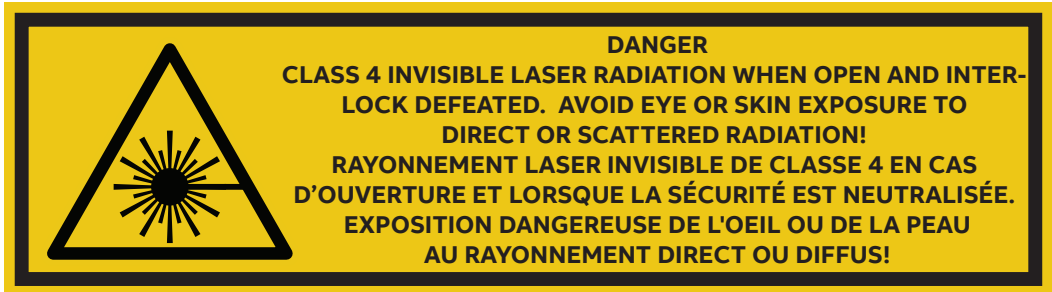 DANGER
CLASS 4 INVISIBLE LASER RADIATION WHEN OPEN AND INTER-
LOCK DEFEATED.  AVOID EYE OR SKIN EXPOSURE TO
DIRECT OR SCATTERED RADIATION!
RAYONNEMENT LASER INVISIBLE DE CLASSE 4 EN CAS
D’OUVERTURE ET LORSQUE LA SÉCURITÉ EST NEUTRALISÉE.
EXPOSITION DANGEREUSE DE L'OEIL OU DE LA PEAU
AU RAYONNEMENT DIRECT OU DIFFUS!